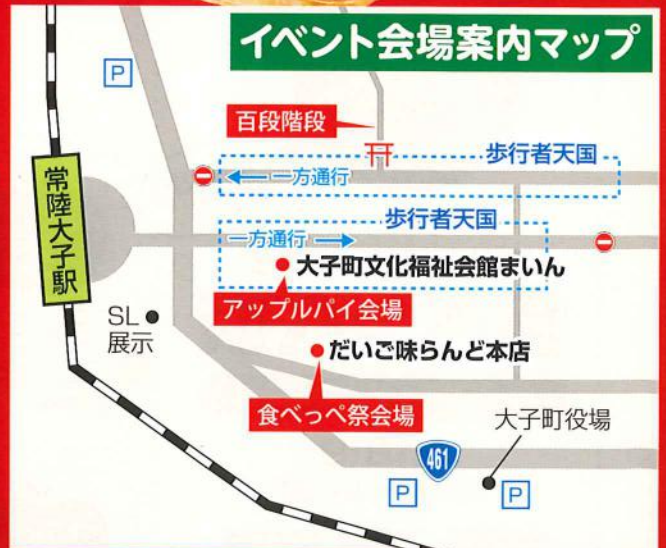 イベント会場案内マップ
P
百段階段
歩行者天国
← 一方通行
常陸大子駅
歩行者天国
一方通行 →
大子町文化福祉会館まいん
アップルパイ会場
SL
展示
だいご味らんど本店
食べっぺ祭会場
大子町役場
461
P
P